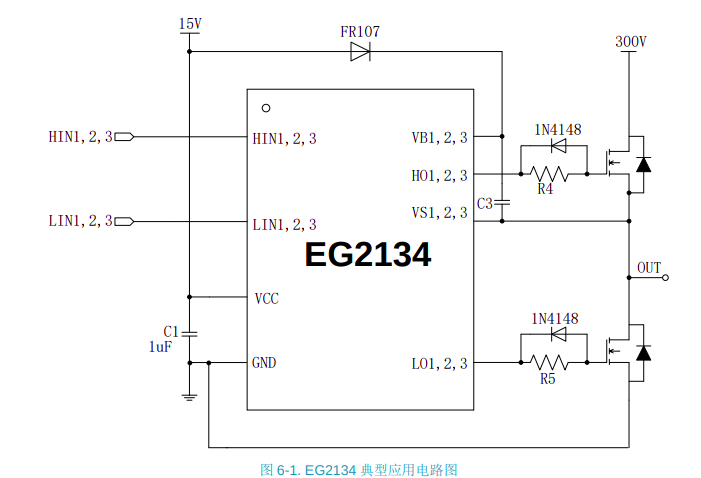 15V
FR107
300V
HIN1,2,3
HIN1,2,3
VB1,2,3
1N4148
HO1,2,3
R4
C3
LIN1,2,3
LIN1,2,3
VS1,2,3
EG2134
OUT
VCC
C1
1uF
1N4148
GND
LO1,2,3
R5
图 6-1. EG2134 典型应用电路图